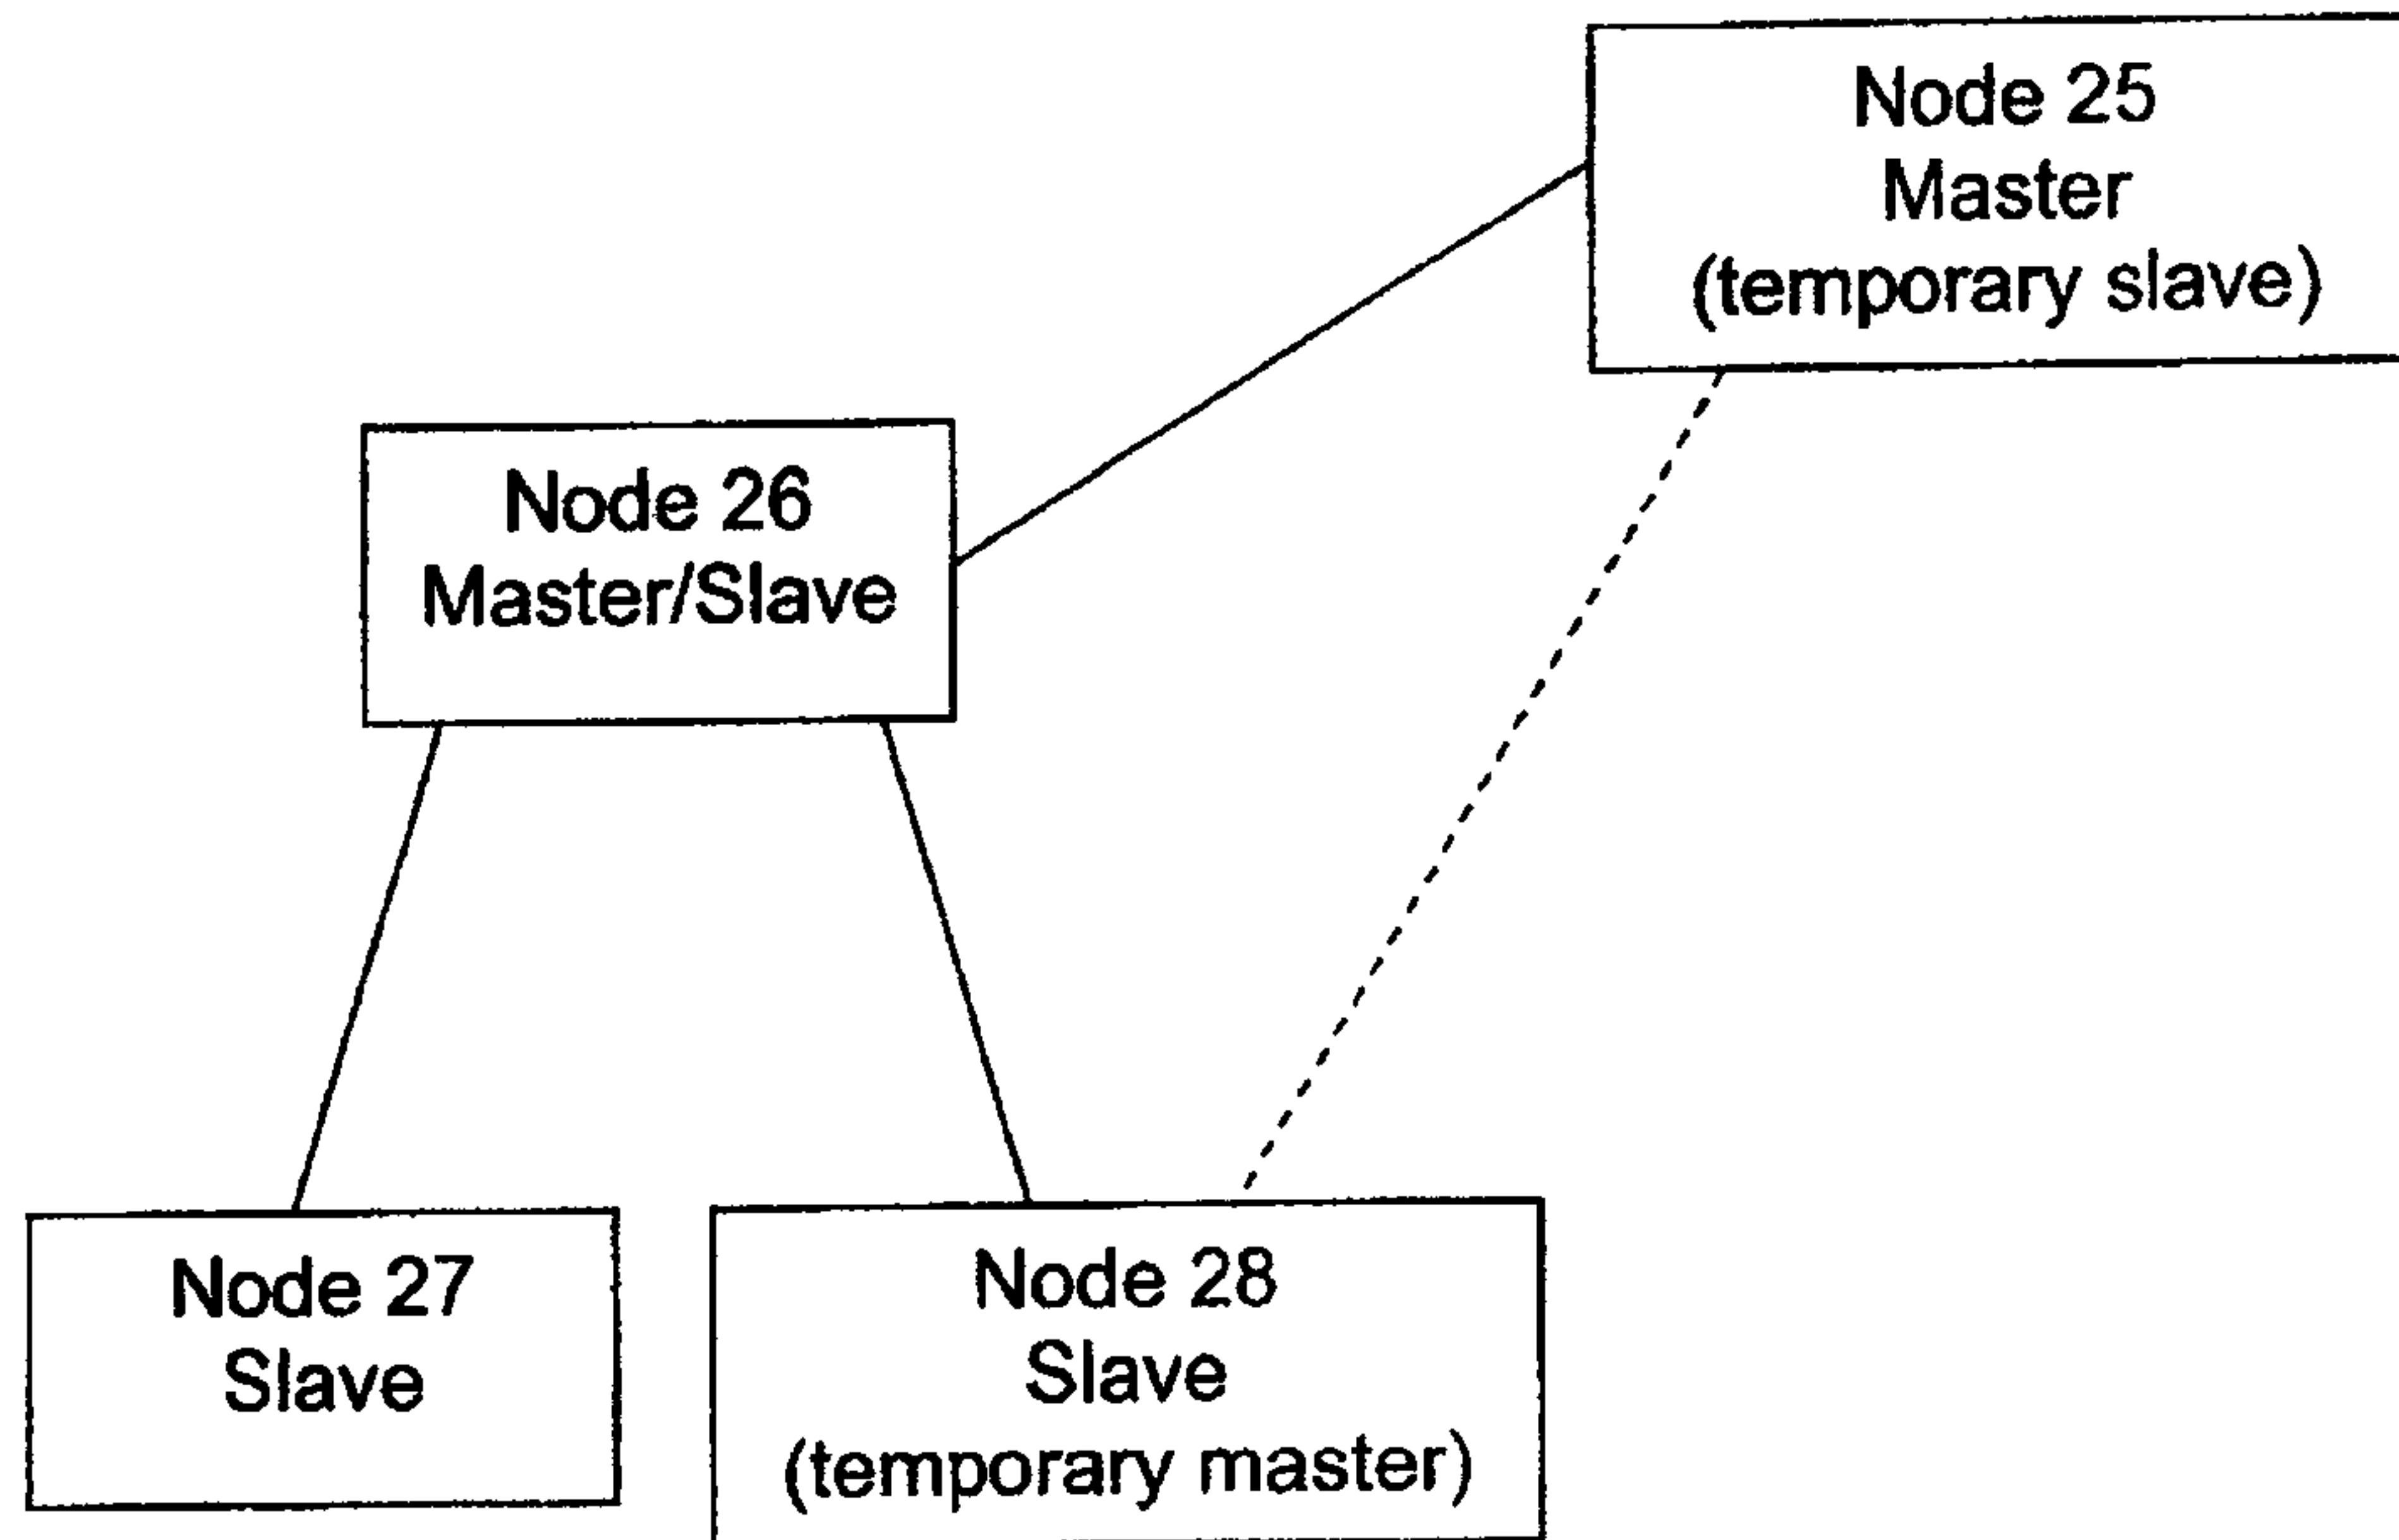 Node 25
Master
(temporary slave)
Node 26
Master/Slave
Node 27
Slave
Node 28
Slave
(temporary master)